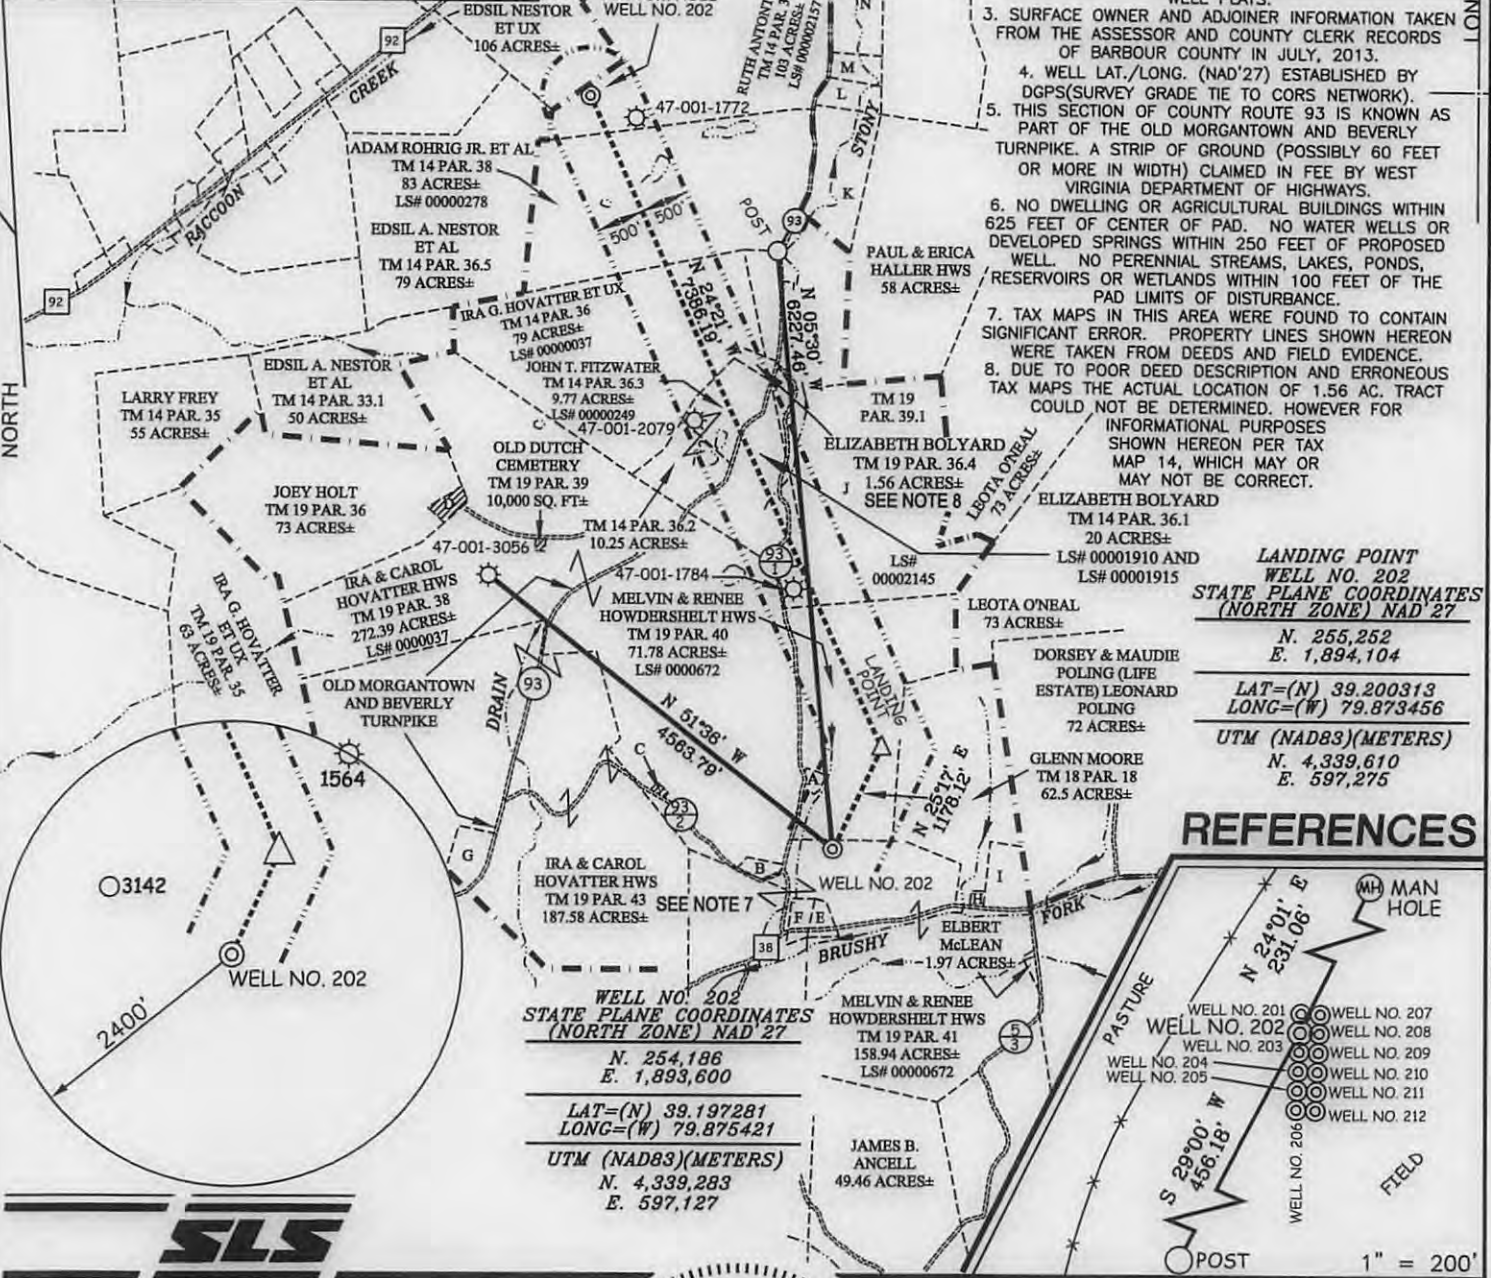 WELL PLATS.
3. SURFACE OWNER AND ADJOINER INFORMATION TAKEN
FROM THE ASSESSOR AND COUNTY CLERK RECORDS
OF BARBOUR COUNTY IN JULY, 2013.
4. WELL LAT./LONG. (NAD'27) ESTABLISHED BY
DGPS(SURVEY GRADE TIE TO CORS NETWORK).
5. THIS SECTION OF COUNTY ROUTE 93 IS KNOWN AS
PART OF THE OLD MORGANTOWN AND BEVERLY
TURNPIKE. A STRIP OF GROUND (POSSIBLY 60 FEET
OR MORE IN WIDTH) CLAIMED IN FEE BY WEST
VIRGINIA DEPARTMENT OF HIGHWAYS.
6. NO DWELLING OR AGRICULTURAL BUILDINGS WITHIN
625 FEET OF CENTER OF PAD. NO WATER WELLS OR
DEVELOPED SPRINGS WITHIN 250 FEET OF PROPOSED
WELL. NO PERENNIAL STREAMS, LAKES, PONDS,
RESERVOIRS OR WETLANDS WITHIN 100 FEET OF THE
PAD LIMITS OF DISTURBANCE.
7. TAX MAPS IN THIS AREA WERE FOUND TO CONTAIN
SIGNIFICANT ERROR. PROPERTY LINES SHOWN HEREON
WERE TAKEN FROM DEEDS AND FIELD EVIDENCE.
8. DUE TO POOR DEED DESCRIPTION AND ERRONEOUS
TAX MAPS THE ACTUAL LOCATION OF 1.56 AC. TRACT
COULD NOT BE DETERMINED. HOWEVER FOR
INFORMATIONAL PURPOSES
SHOWN HEREON PER TAX
MAP 14, WHICH MAY OR
MAY NOT BE CORRECT.
EDSIL NESTOR
ET UX
106 ACRES±
WELL NO. 202
92
CREEK
RACCOON
92
RUTH ANTON
TM 14 PAR. 3
103 ACRES±
LS# 00002157
N
M
L
STONY
K
47-001-1772
ADAM ROHRIG JR. ET AL
TM 14 PAR. 38
83 ACRES±
LS# 00000278
EDSIL A. NESTOR
ET AL
TM 14 PAR. 36.5
79 ACRES±
500'
500'
POST
93
PAUL & ERICA
HALLER HWS
58 ACRES±
IRA G. HOVATTER ET UX
TM 14 PAR. 36
79 ACRES±
LS# 00000037
N 24°21' W
7386.19'
N 05°30' W
6227.46'
JOHN T. FITZWATER
TM 14 PAR. 36.3
9.77 ACRES±
LS# 00000249
47-001-2079
NORTH
LARRY FREY
TM 14 PAR. 35
55 ACRES±
EDSIL A. NESTOR
ET AL
TM 14 PAR. 33.1
50 ACRES±
TM 19
PAR. 39.1
ELIZABETH BOLYARD
TM 19 PAR. 36.4
1.56 ACRES±
SEE NOTE 8
J
LEOTA O'NEAL
73 ACRES±
OLD DUTCH
CEMETERY
TM 19 PAR. 39
10,000 SQ. FT±
JOEY HOLT
TM 19 PAR. 36
73 ACRES±
TM 14 PAR. 36.2
10.25 ACRES±
ELIZABETH BOLYARD
TM 14 PAR. 36.1
20 ACRES±
LS# 00001910 AND
LS# 00001915
LS#
00002145
47-001-3056
93
1
47-001-1784
IRA & CAROL
HOVATTER HWS
TM 19 PAR. 38
272.39 ACRES±
LS# 0000037
MELVIN & RENEE
HOWDERSHELT HWS
TM 19 PAR. 40
71.78 ACRES±
LS# 0000672
IRA G. HOVATTER
ET UX
TM 19 PAR. 35
63 ACRES±
LEOTA O'NEAL
73 ACRES±
LANDING POINT
WELL NO. 202
STATE PLANE COORDINATES
(NORTH ZONE) NAD'27
N. 255,252
E. 1,894,104
LAT=(N) 39.200313
LONG=(W) 79.873456
UTM (NAD83)(METERS)
N. 4,339,610
E. 597,275
OLD MORGANTOWN
AND BEVERLY
TURNPIKE
DRAIN
93
N 51°36' W
4563.79'
LANDING
POINT
DORSEY & MAUDIE
POLING (LIFE
ESTATE) LEONARD
POLING
72 ACRES±
GLENN MOORE
TM 18 PAR. 18
62.5 ACRES±
N 25°17' E
1178.12'
C
A
93
2
G
B
I
H
F
E
WELL NO. 202
1564
3142
WELL NO. 202
2400'
IRA & CAROL
HOVATTER HWS
TM 19 PAR. 43
187.58 ACRES±
SEE NOTE 7
38
BRUSHY
FORK
ELBERT
McLEAN
1.97 ACRES±
WELL NO. 202
STATE PLANE COORDINATES
(NORTH ZONE) NAD'27
N. 254,186
E. 1,893,600
LAT=(N) 39.197281
LONG=(W) 79.875421
UTM (NAD83)(METERS)
N. 4,339,283
E. 597,127
MELVIN & RENEE
HOWDERSHELT HWS
TM 19 PAR. 41
158.94 ACRES±
LS# 00000672
5
3
JAMES B.
ANCELL
49.46 ACRES±
REFERENCES
MH MAN
HOLE
N 24°01' E
231.06'
PASTURE
WELL NO. 201
WELL NO. 202
WELL NO. 203
WELL NO. 204
WELL NO. 205
WELL NO. 206
WELL NO. 207
WELL NO. 208
WELL NO. 209
WELL NO. 210
WELL NO. 211
WELL NO. 212
S 29°00' W
456.18'
FIELD
POST
1" = 200'
SLS